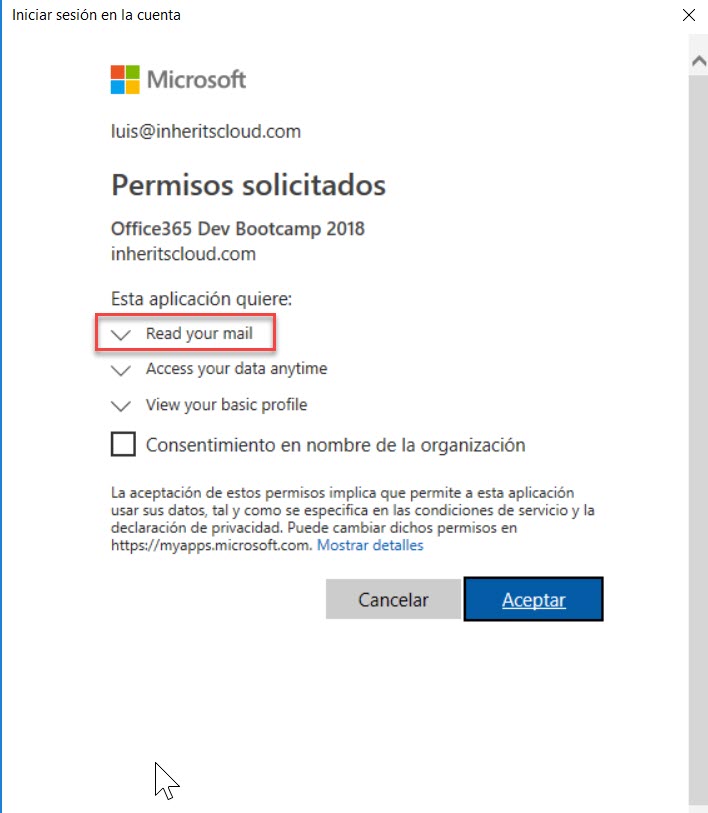 Iniciar sesión en la cuenta
Microsoft
luis@inheritscloud.com
Permisos solicitados
Office365 Dev Bootcamp 2018
inheritscloud.com
Esta aplicación quiere:
Read your mail
Access your data anytime
View your basic profile
Consentimiento en nombre de la organización
La aceptación de estos permisos implica que permite a esta aplicación
usar sus datos, tal y como se especifica en las condiciones de servicio y la
declaración de privacidad. Puede cambiar dichos permisos en
https://myapps.microsoft.com. Mostrar detalles
Cancelar Aceptar